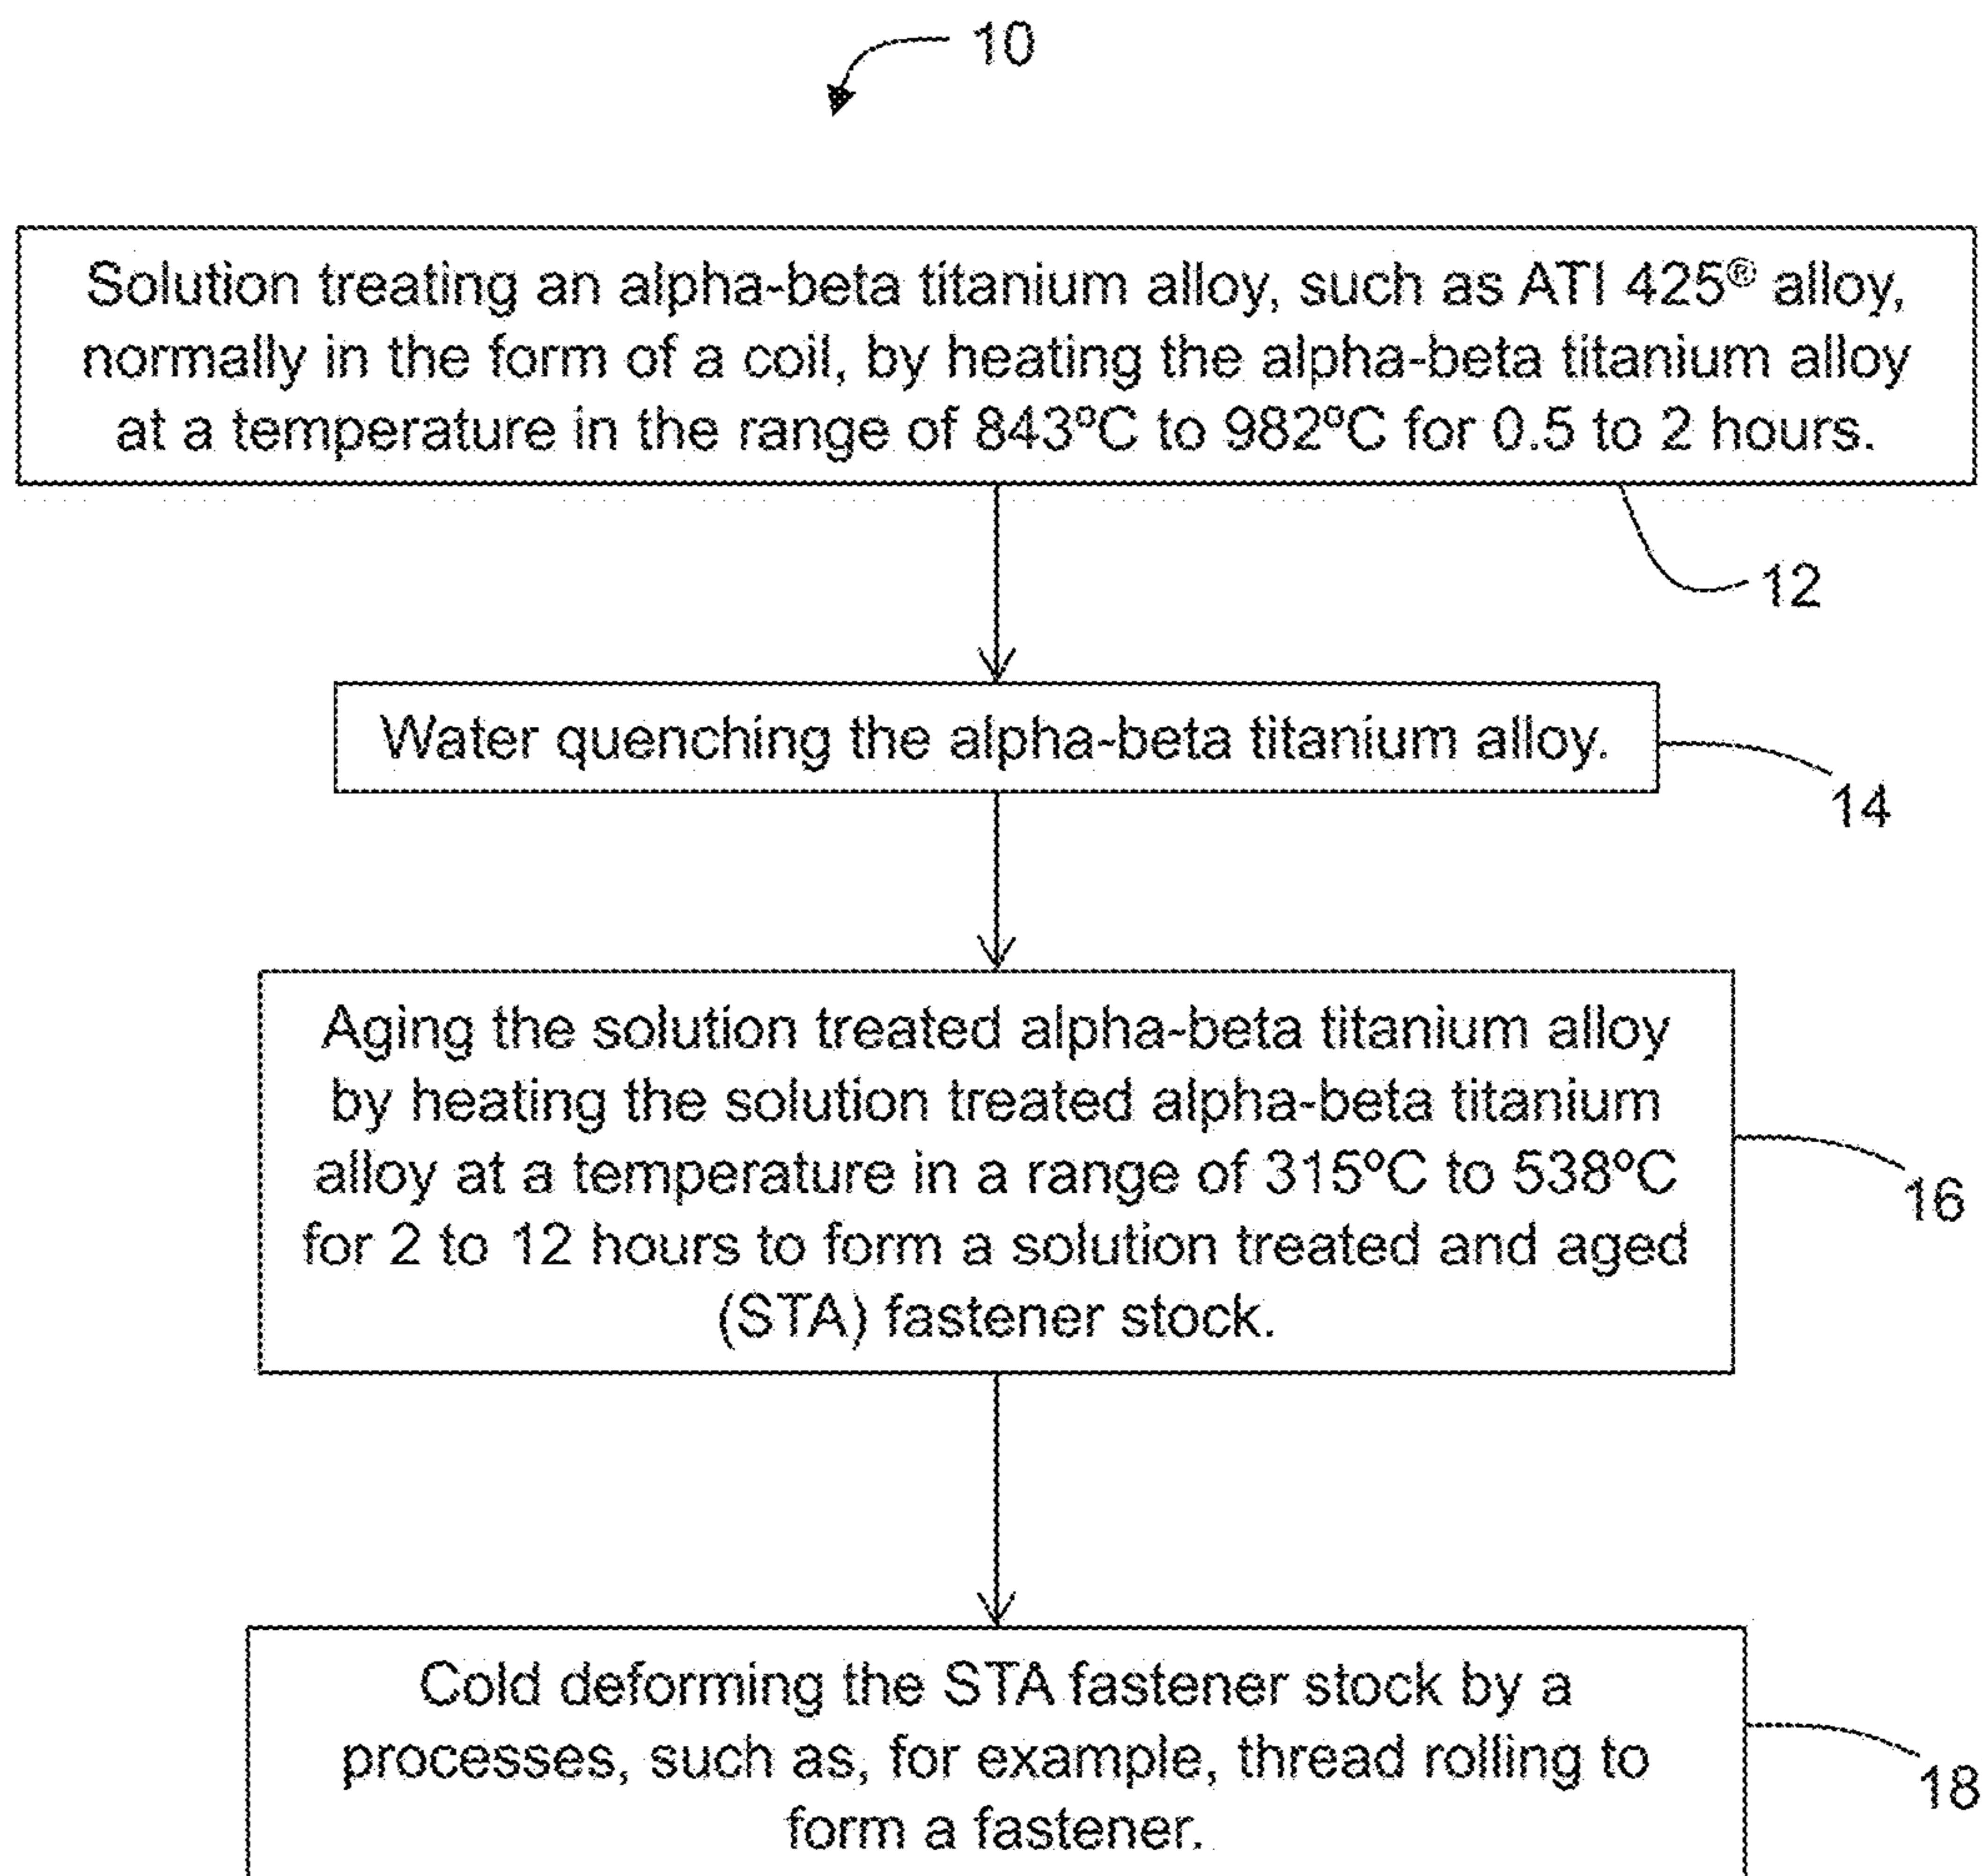 10
Solution treating an alpha-beta titanium alloy, such as ATI 425® alloy,
normally in the form of a coil, by heating the alpha-beta titanium alloy
at a temperature in the range of 843ºC to 982ºC for 0.5 to 2 hours.
12
Water quenching the alpha-beta titanium alloy.
14
Aging the solution treated alpha-beta titanium alloy
by heating the solution treated alpha-beta titanium
alloy at a temperature in a range of 315ºC to 538ºC
for 2 to 12 hours to form a solution treated and aged
(STA) fastener stock.
16
Cold deforming the STA fastener stock by a
processes, such as, for example, thread rolling to
form a fastener.
18